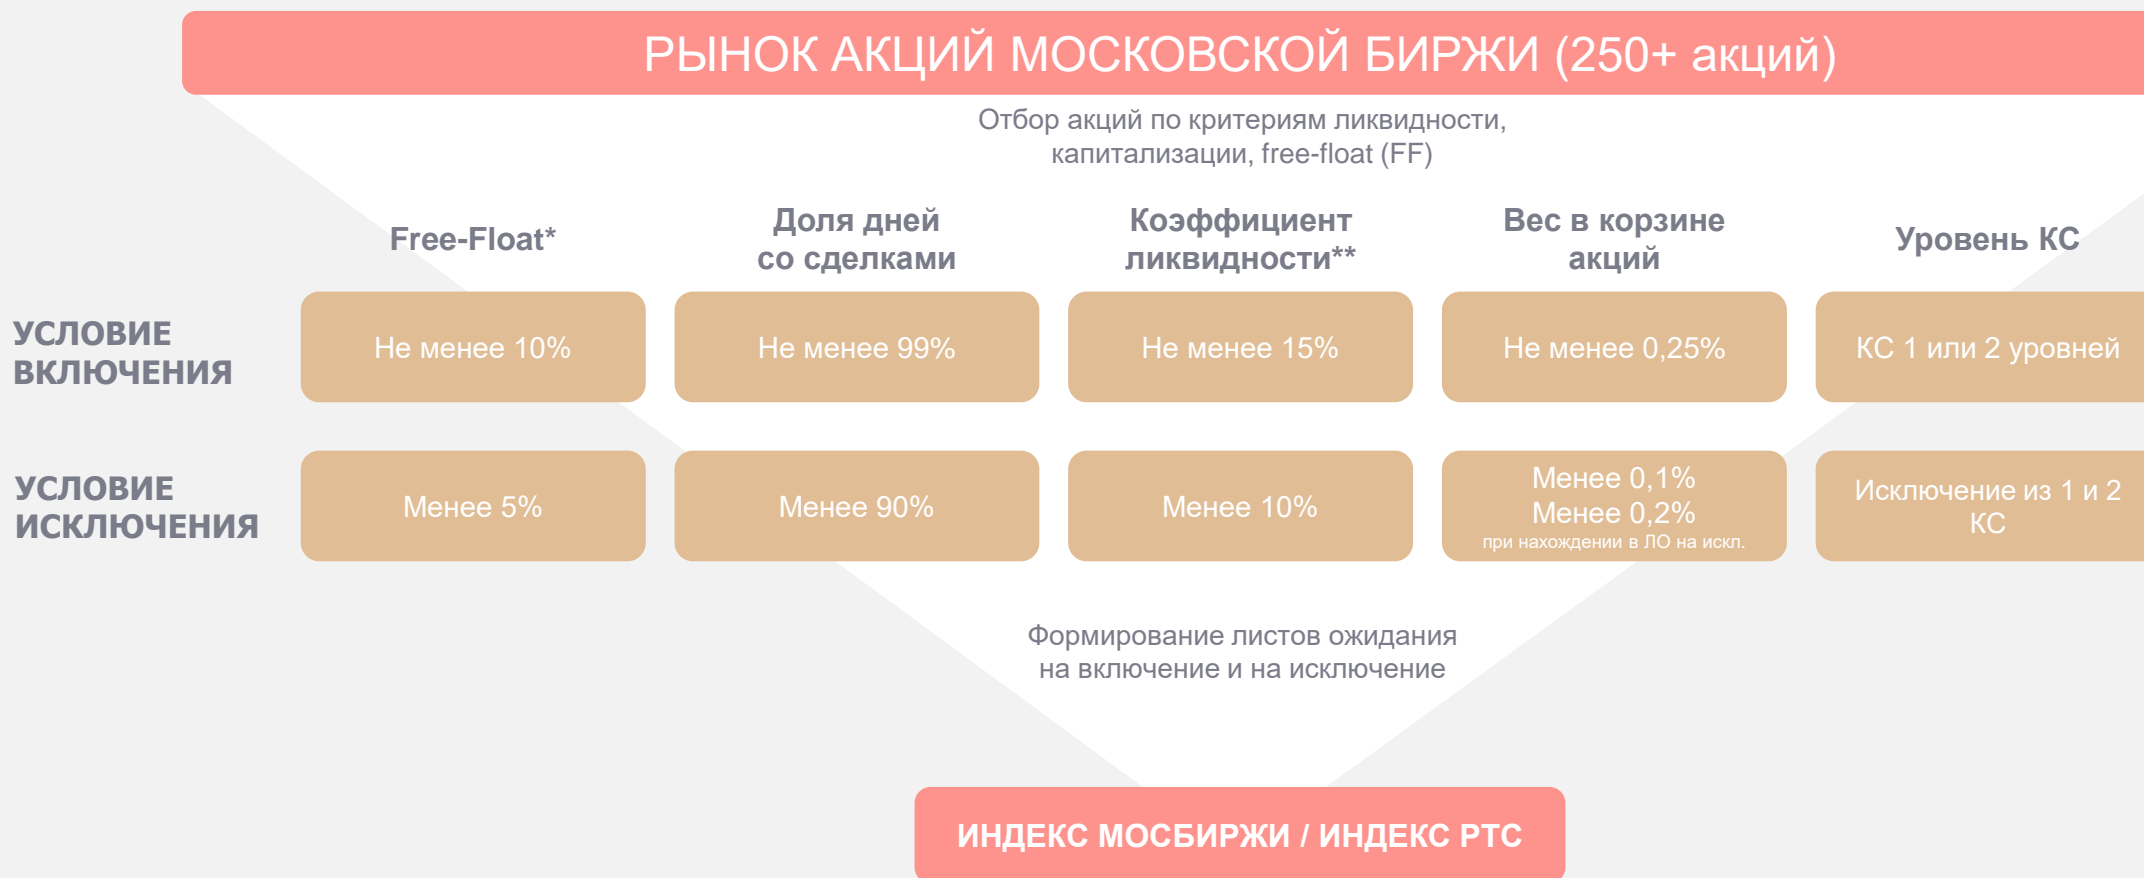 РЫНОК АКЦИЙ МОСКОВСКОЙ БИРЖИ (250+ акций)
Отбор акций по критериям ликвидности,
капитализации, free-float (FF)
Free-Float*
Доля дней
со сделками
Коэффициент
ликвидности**
Вес в корзине
акций
Уровень КС
УСЛОВИЕ
ВКЛЮЧЕНИЯ
Не менее 10%
Не менее 99%
Не менее 15%
Не менее 0,25%
КС 1 или 2 уровней
УСЛОВИЕ
ИСКЛЮЧЕНИЯ
Менее 5%
Менее 90%
Менее 10%
Менее 0,1%
Менее 0,2%
при нахождении в ЛО на искл.
Исключение из 1 и 2
КС
Формирование листов ожидания
на включение и на исключение
ИНДЕКС МОСБИРЖИ / ИНДЕКС РТС